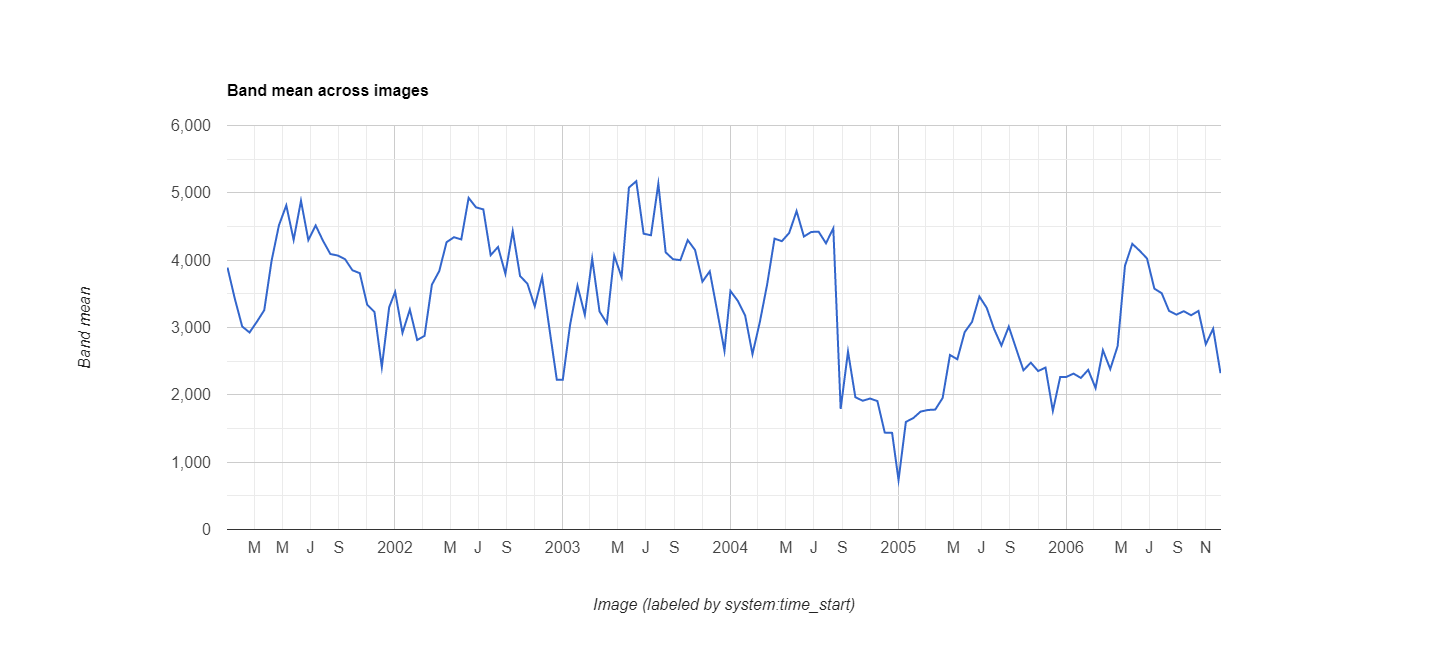 Band mean across images
6,000
5,000
4,000
3,000
2,000
1,000
0
Band mean
M M J S 2002 M J S 2003 M J S 2004 M J S 2005 M J S 2006 M J S N
Image (labeled by system:time_start)